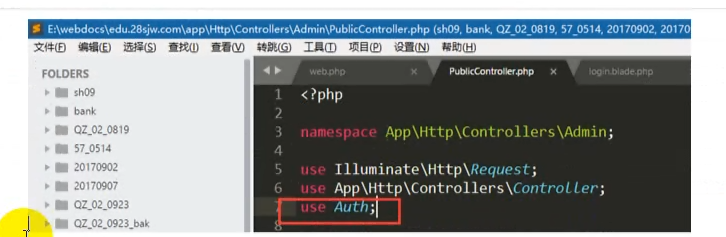 E:\webdocs\edu.28sjw.com\app\Http\Controllers\Admin\PublicController.php (sh09, bank, QZ_02_0819, 57_0514, 20170902, 20170
文件(F) 编辑(E) 选择(S) 查找(I) 查看(V) 转跳(G) 工具(T) 项目(P) 设置(N) 帮助(H)
FOLDERS
sh09
bank
QZ_02_0819
57_0514
20170902
20170907
QZ_02_0923
QZ_02_0923_bak
web.php
PublicController.php
login.blade.php
1 <?php
2
3 namespace App\Http\Controllers\Admin;
4
5 use Illuminate\Http\Request;
6 use App\Http\Controllers\Controller;
7 use Auth;
8